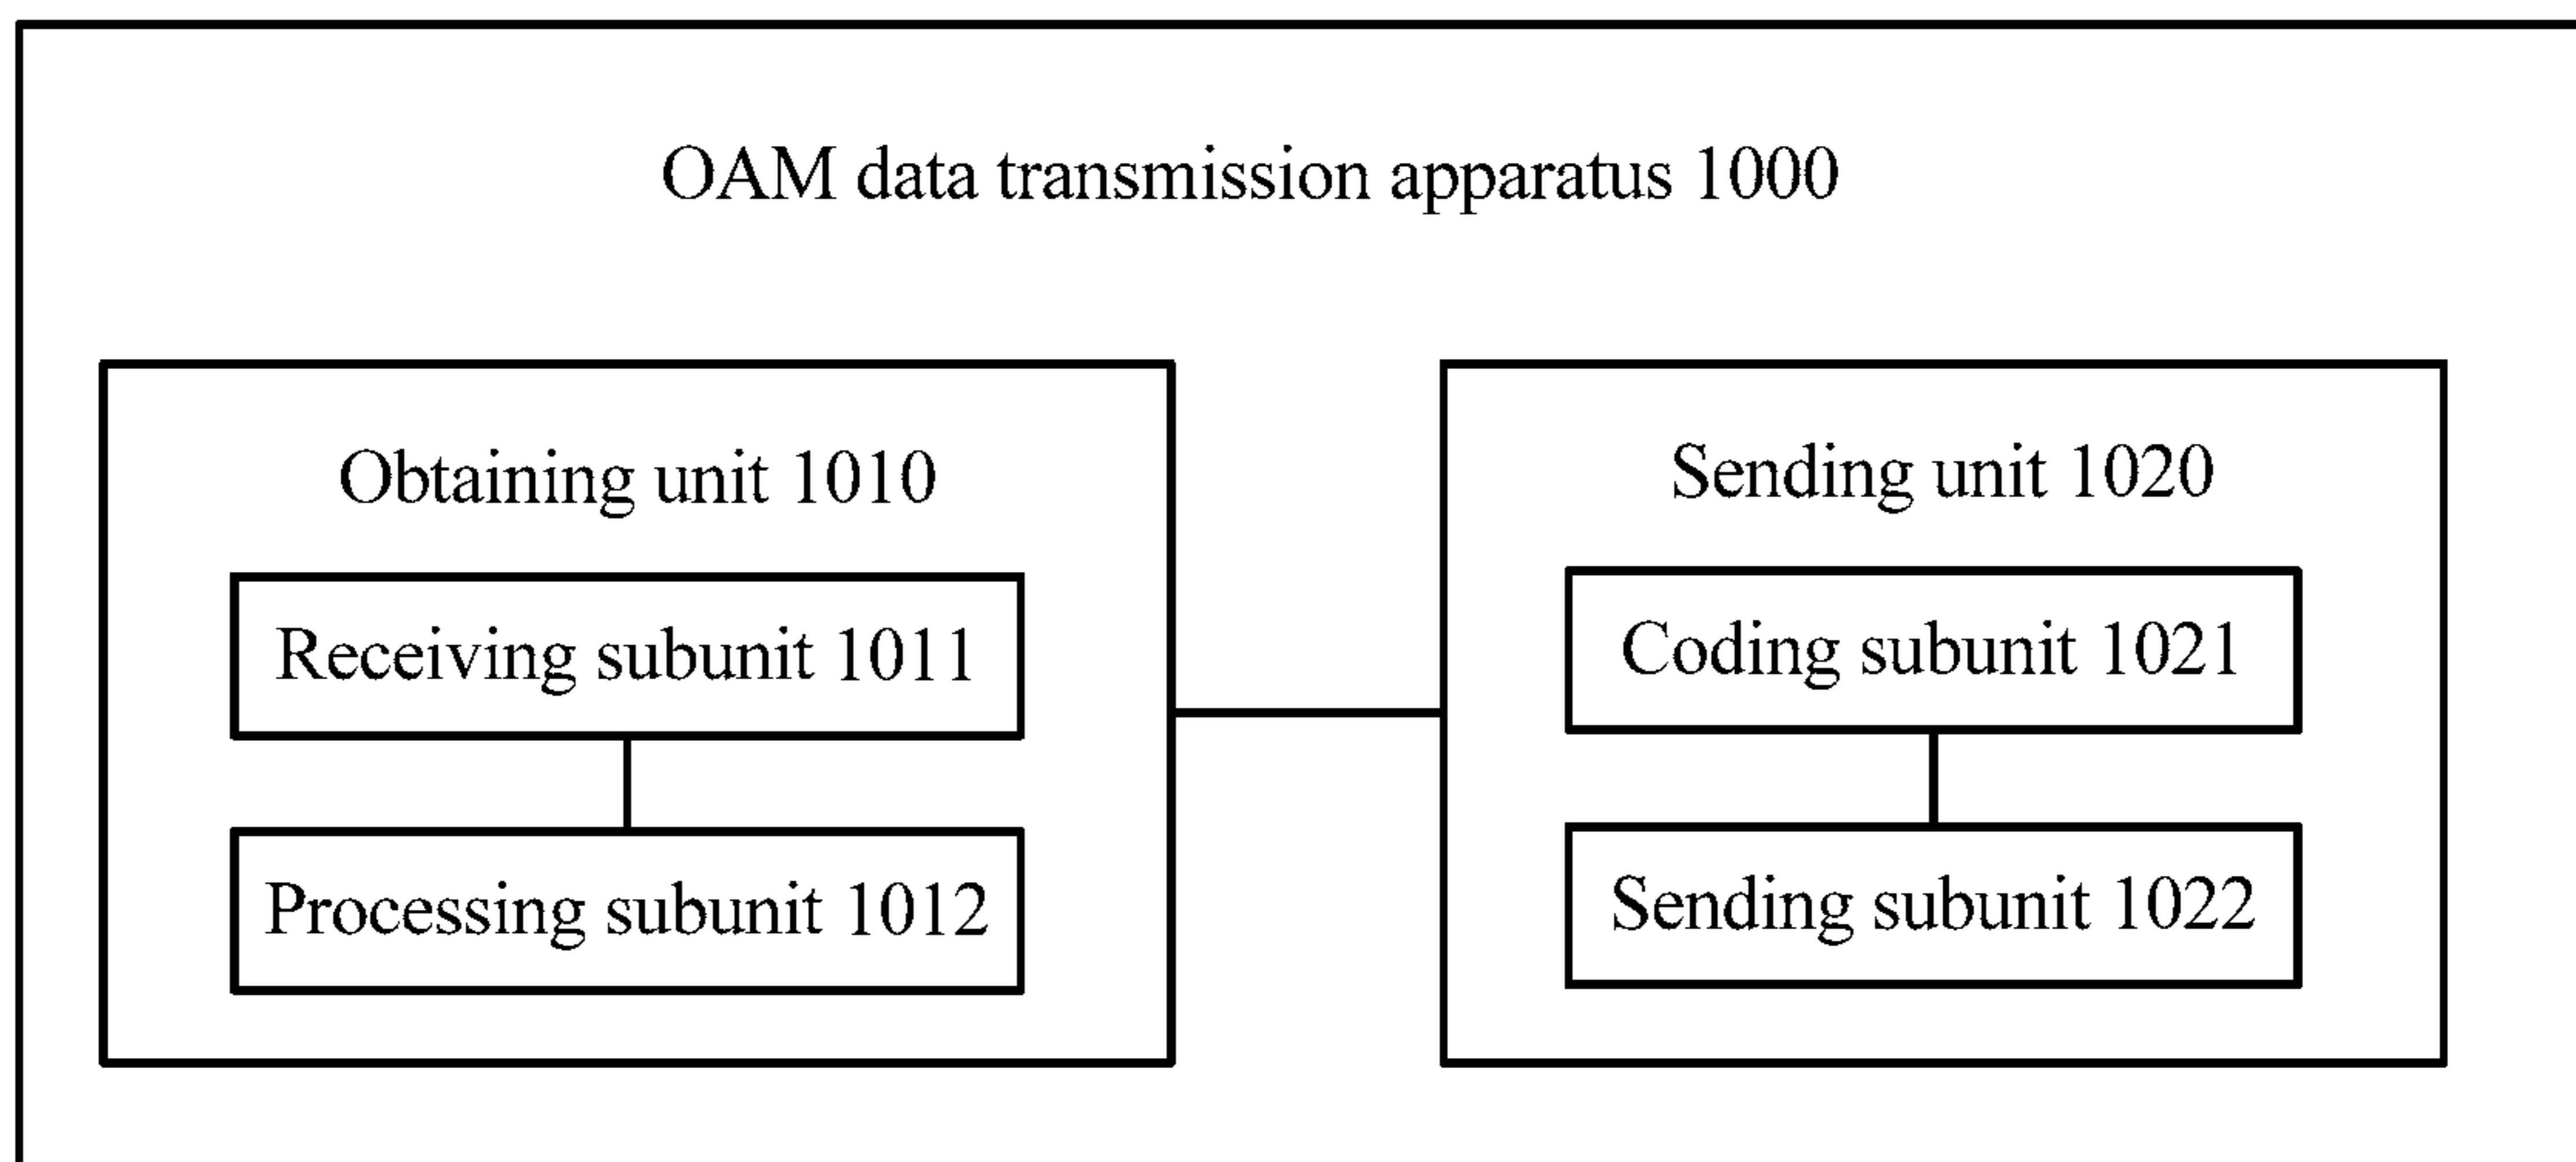 OAM data transmission apparatus 1000
Obtaining unit 1010
Receiving subunit 1011
Processing subunit 1012
Sending unit 1020
Coding subunit 1021
Sending subunit 1022